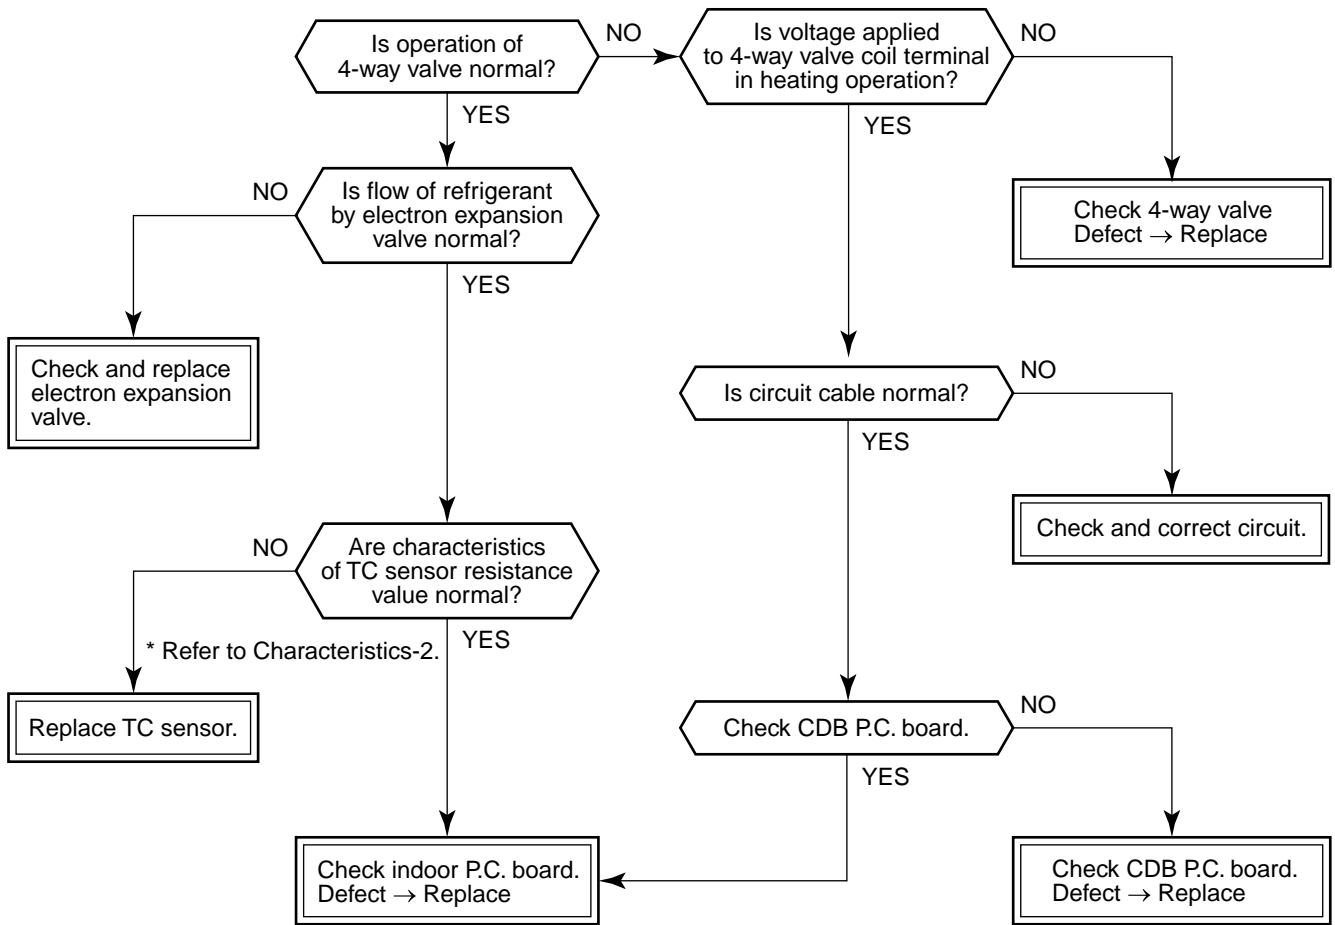 Is operation of
4-way valve normal?
NO
YES
Is voltage applied
to 4-way valve coil terminal
in heating operation?
NO
YES
Check 4-way valve
Defect → Replace
Is flow of refrigerant
by electron expansion
valve normal?
NO
YES
Check and replace
electron expansion
valve.
Is circuit cable normal?
NO
YES
Check and correct circuit.
Are characteristics
of TC sensor resistance
value normal?
NO
YES
* Refer to Characteristics-2.
Replace TC sensor.
Check CDB P.C. board.
NO
YES
Check indoor P.C. board.
Defect → Replace
Check CDB P.C. board.
Defect → Replace